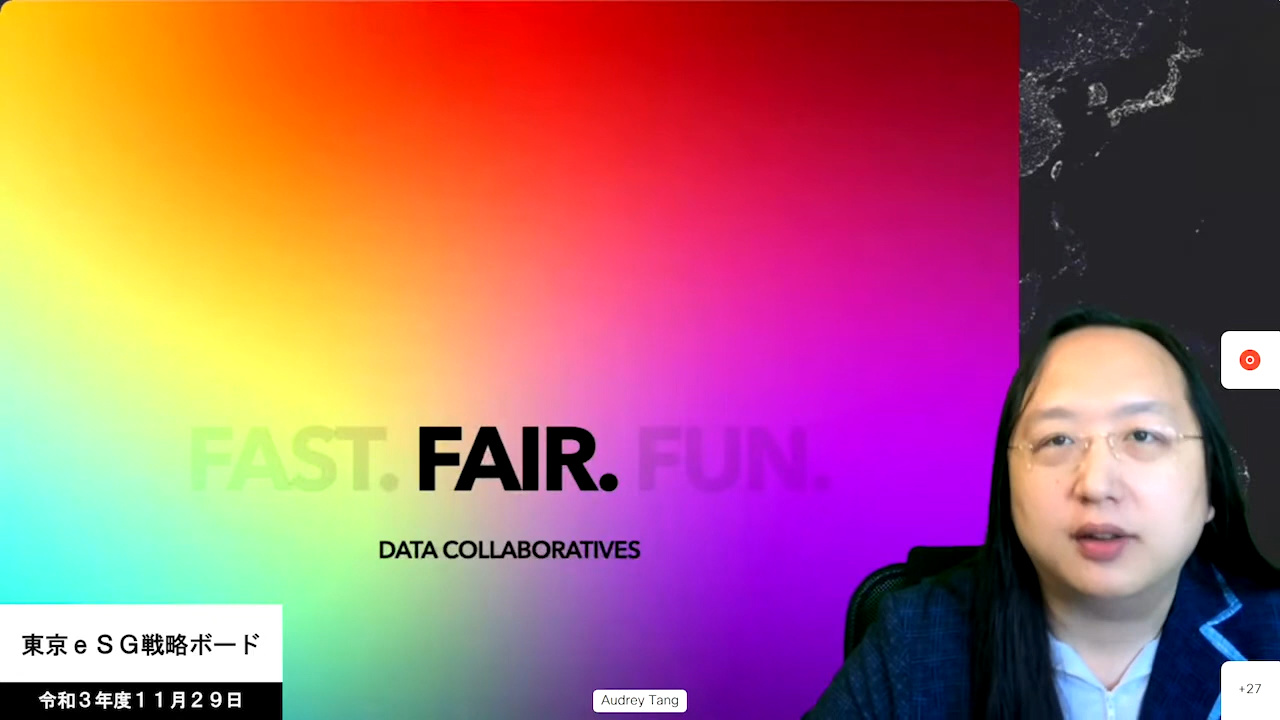 FAST. FAIR. FUN.
DATA COLLABORATIVES
東京ｅＳＧ戦略ボード
令和３年度１１月２９日
Audrey Tang
+27